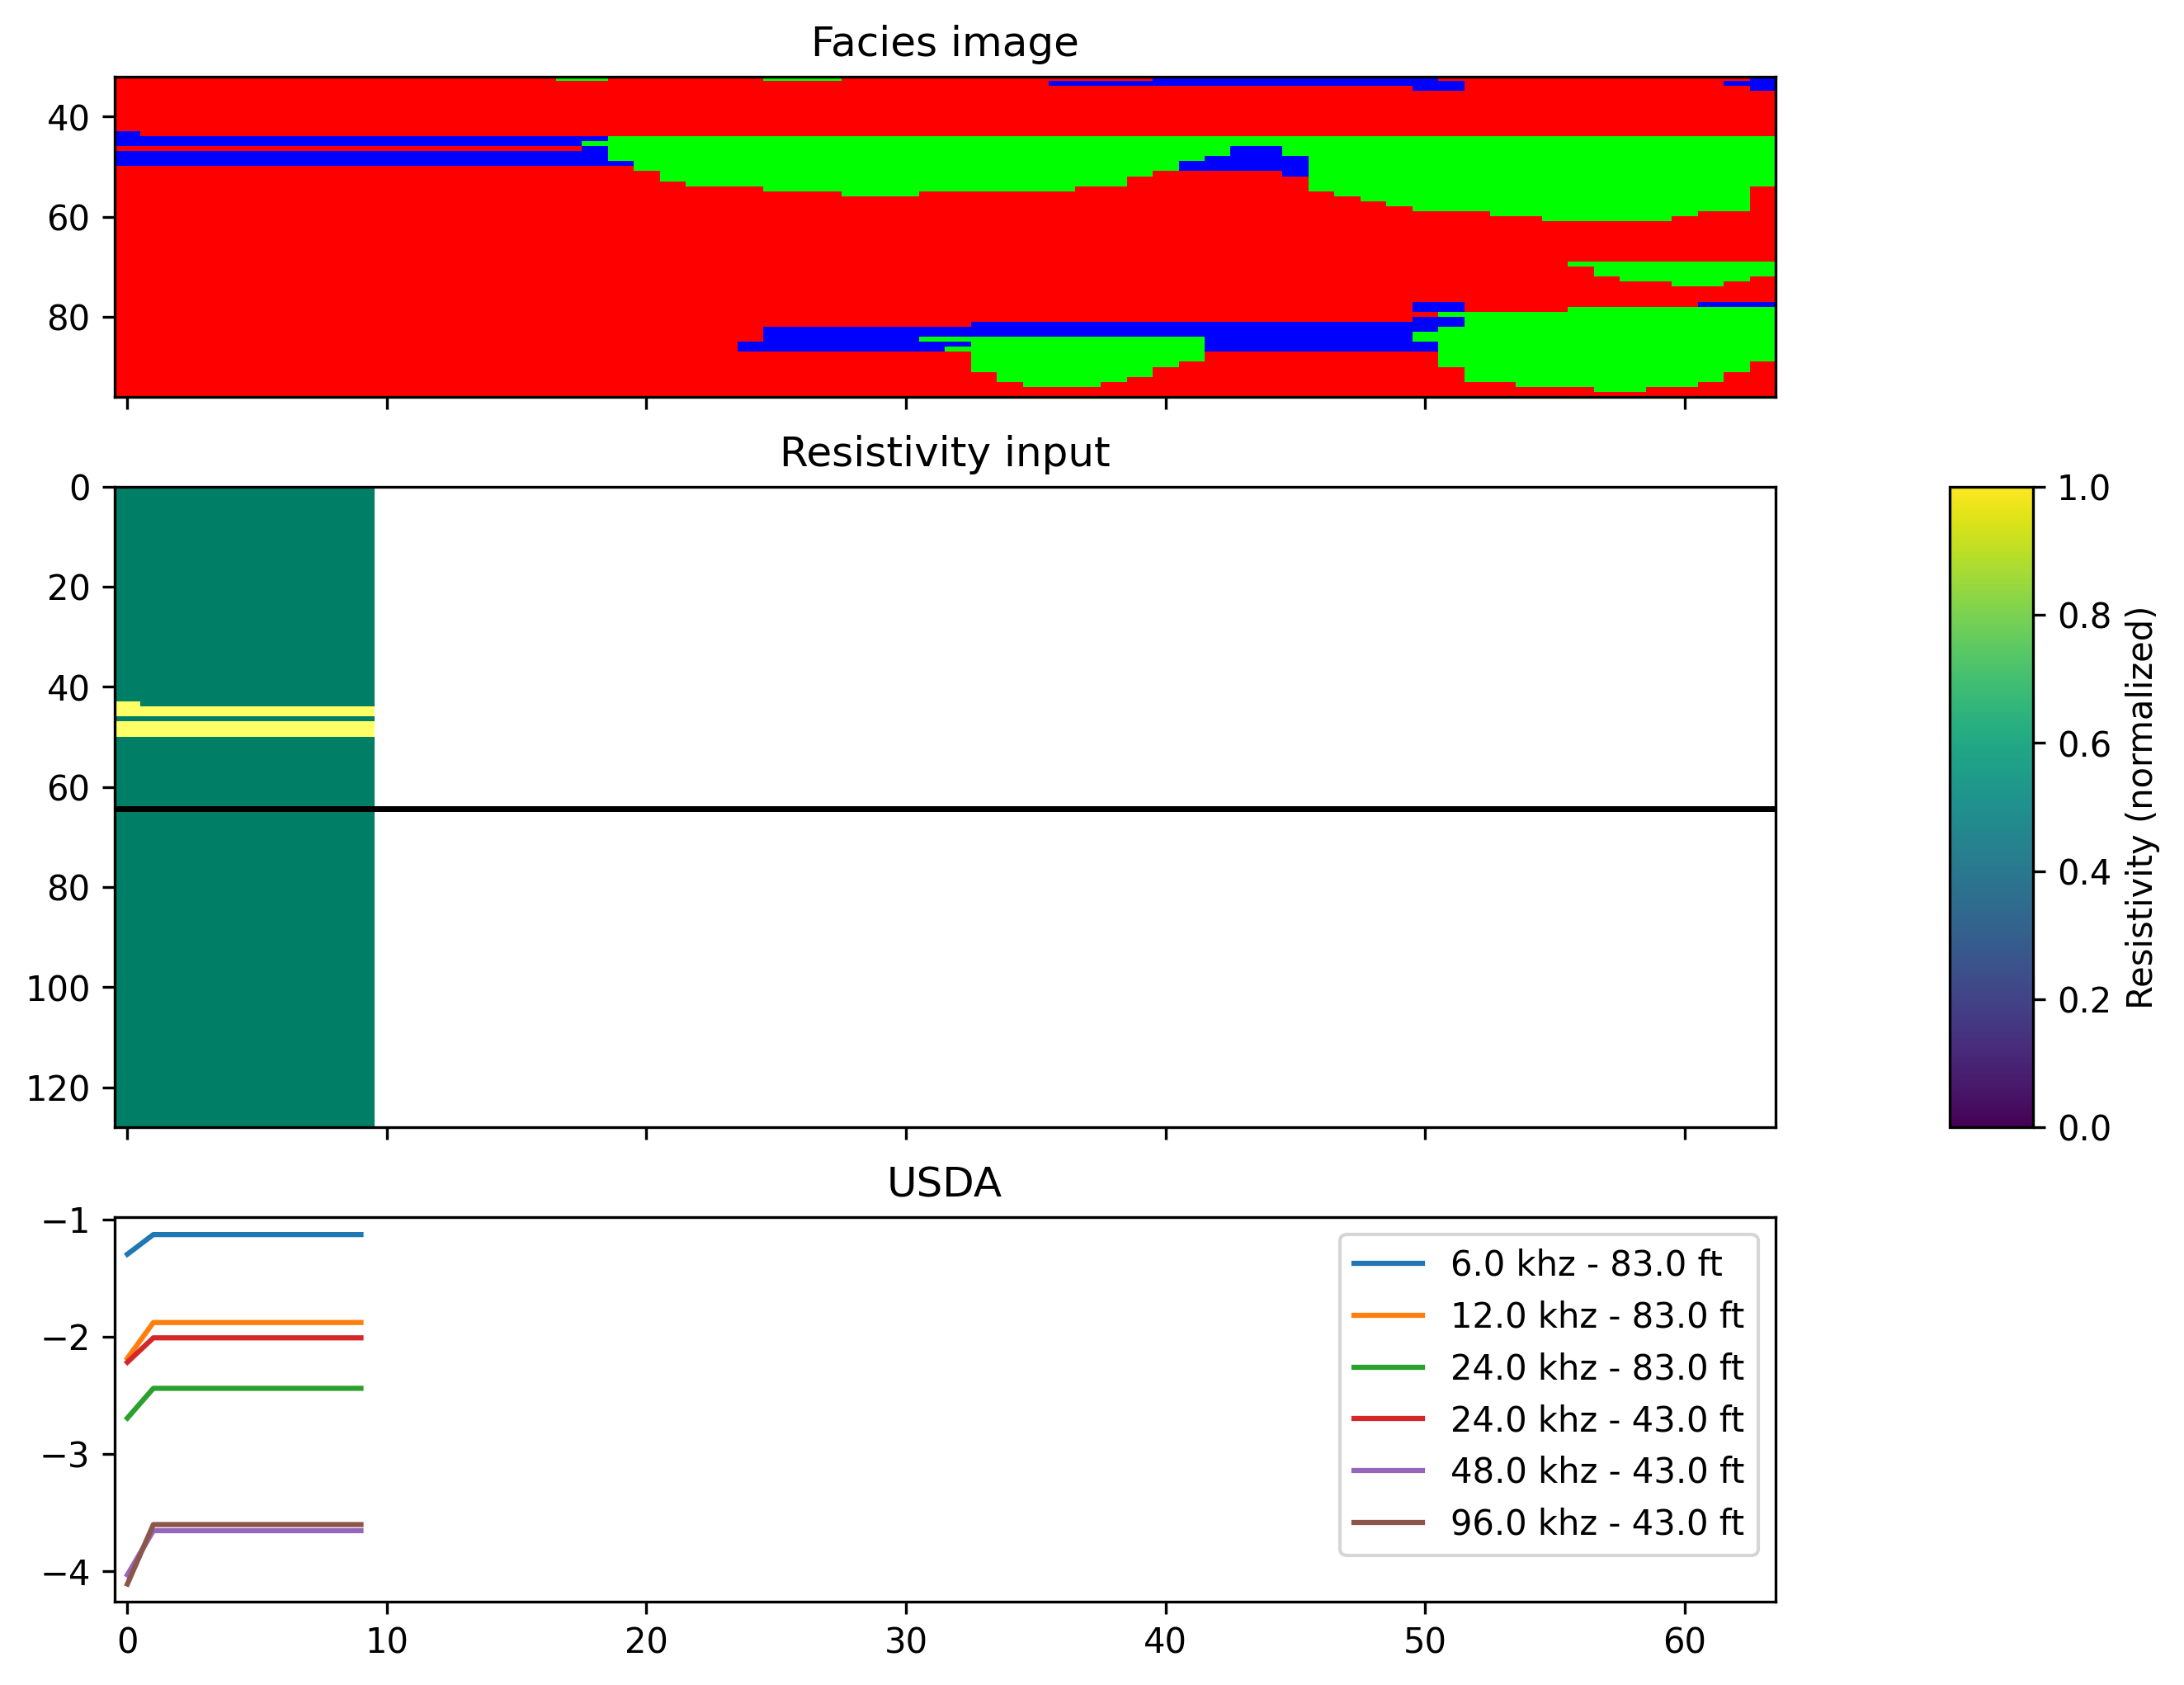 Facies image
40
60
80
Resistivity input
0
20
40
60
80
100
120
1.0
0.8
0.6
0.4
0.2
0.0
Resistivity (normalized)
USDA
−1
−2
−3
−4
6.0 khz - 83.0 ft
12.0 khz - 83.0 ft
24.0 khz - 83.0 ft
24.0 khz - 43.0 ft
48.0 khz - 43.0 ft
96.0 khz - 43.0 ft
0 10 20 30 40 50 60